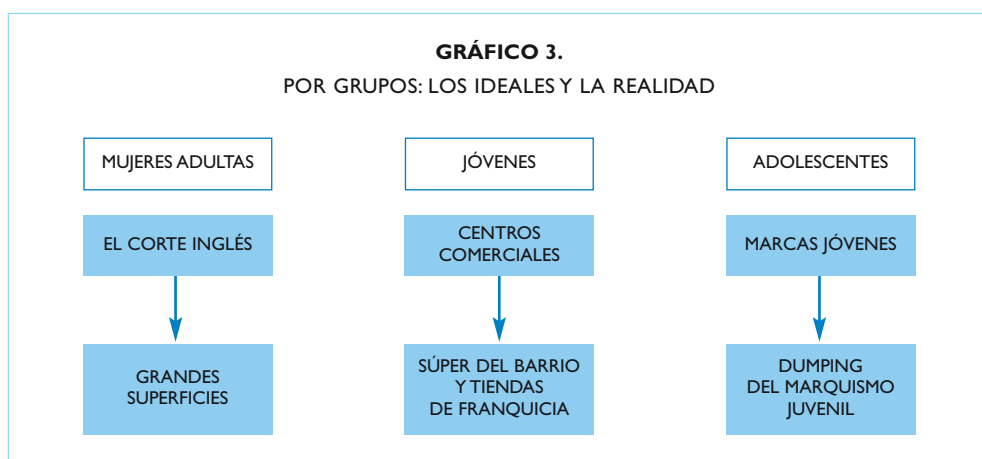 GRÁFICO 3.
POR GRUPOS: LOS IDEALES Y LA REALIDAD
MUJERES ADULTAS
JÓVENES
ADOLESCENTES
EL CORTE INGLÉS
CENTROS
COMERCIALES
MARCAS JÓVENES
GRANDES
SUPERFICIES
SÚPER DEL BARRIO
Y TIENDAS
DE FRANQUICIA
DUMPING
DEL MARQUISMO
JUVENIL